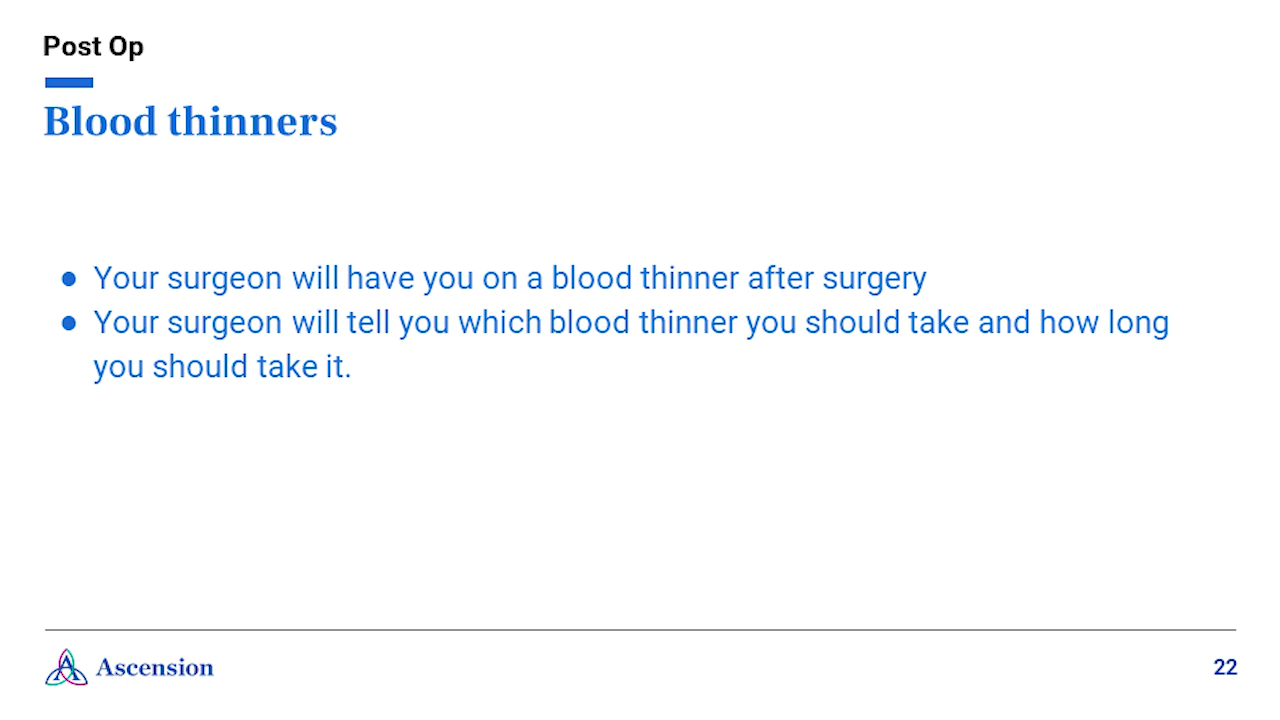 Post Op
Blood thinners
● Your surgeon will have you on a blood thinner after surgery
● Your surgeon will tell you which blood thinner you should take and how long
you should take it.
Ascension
22